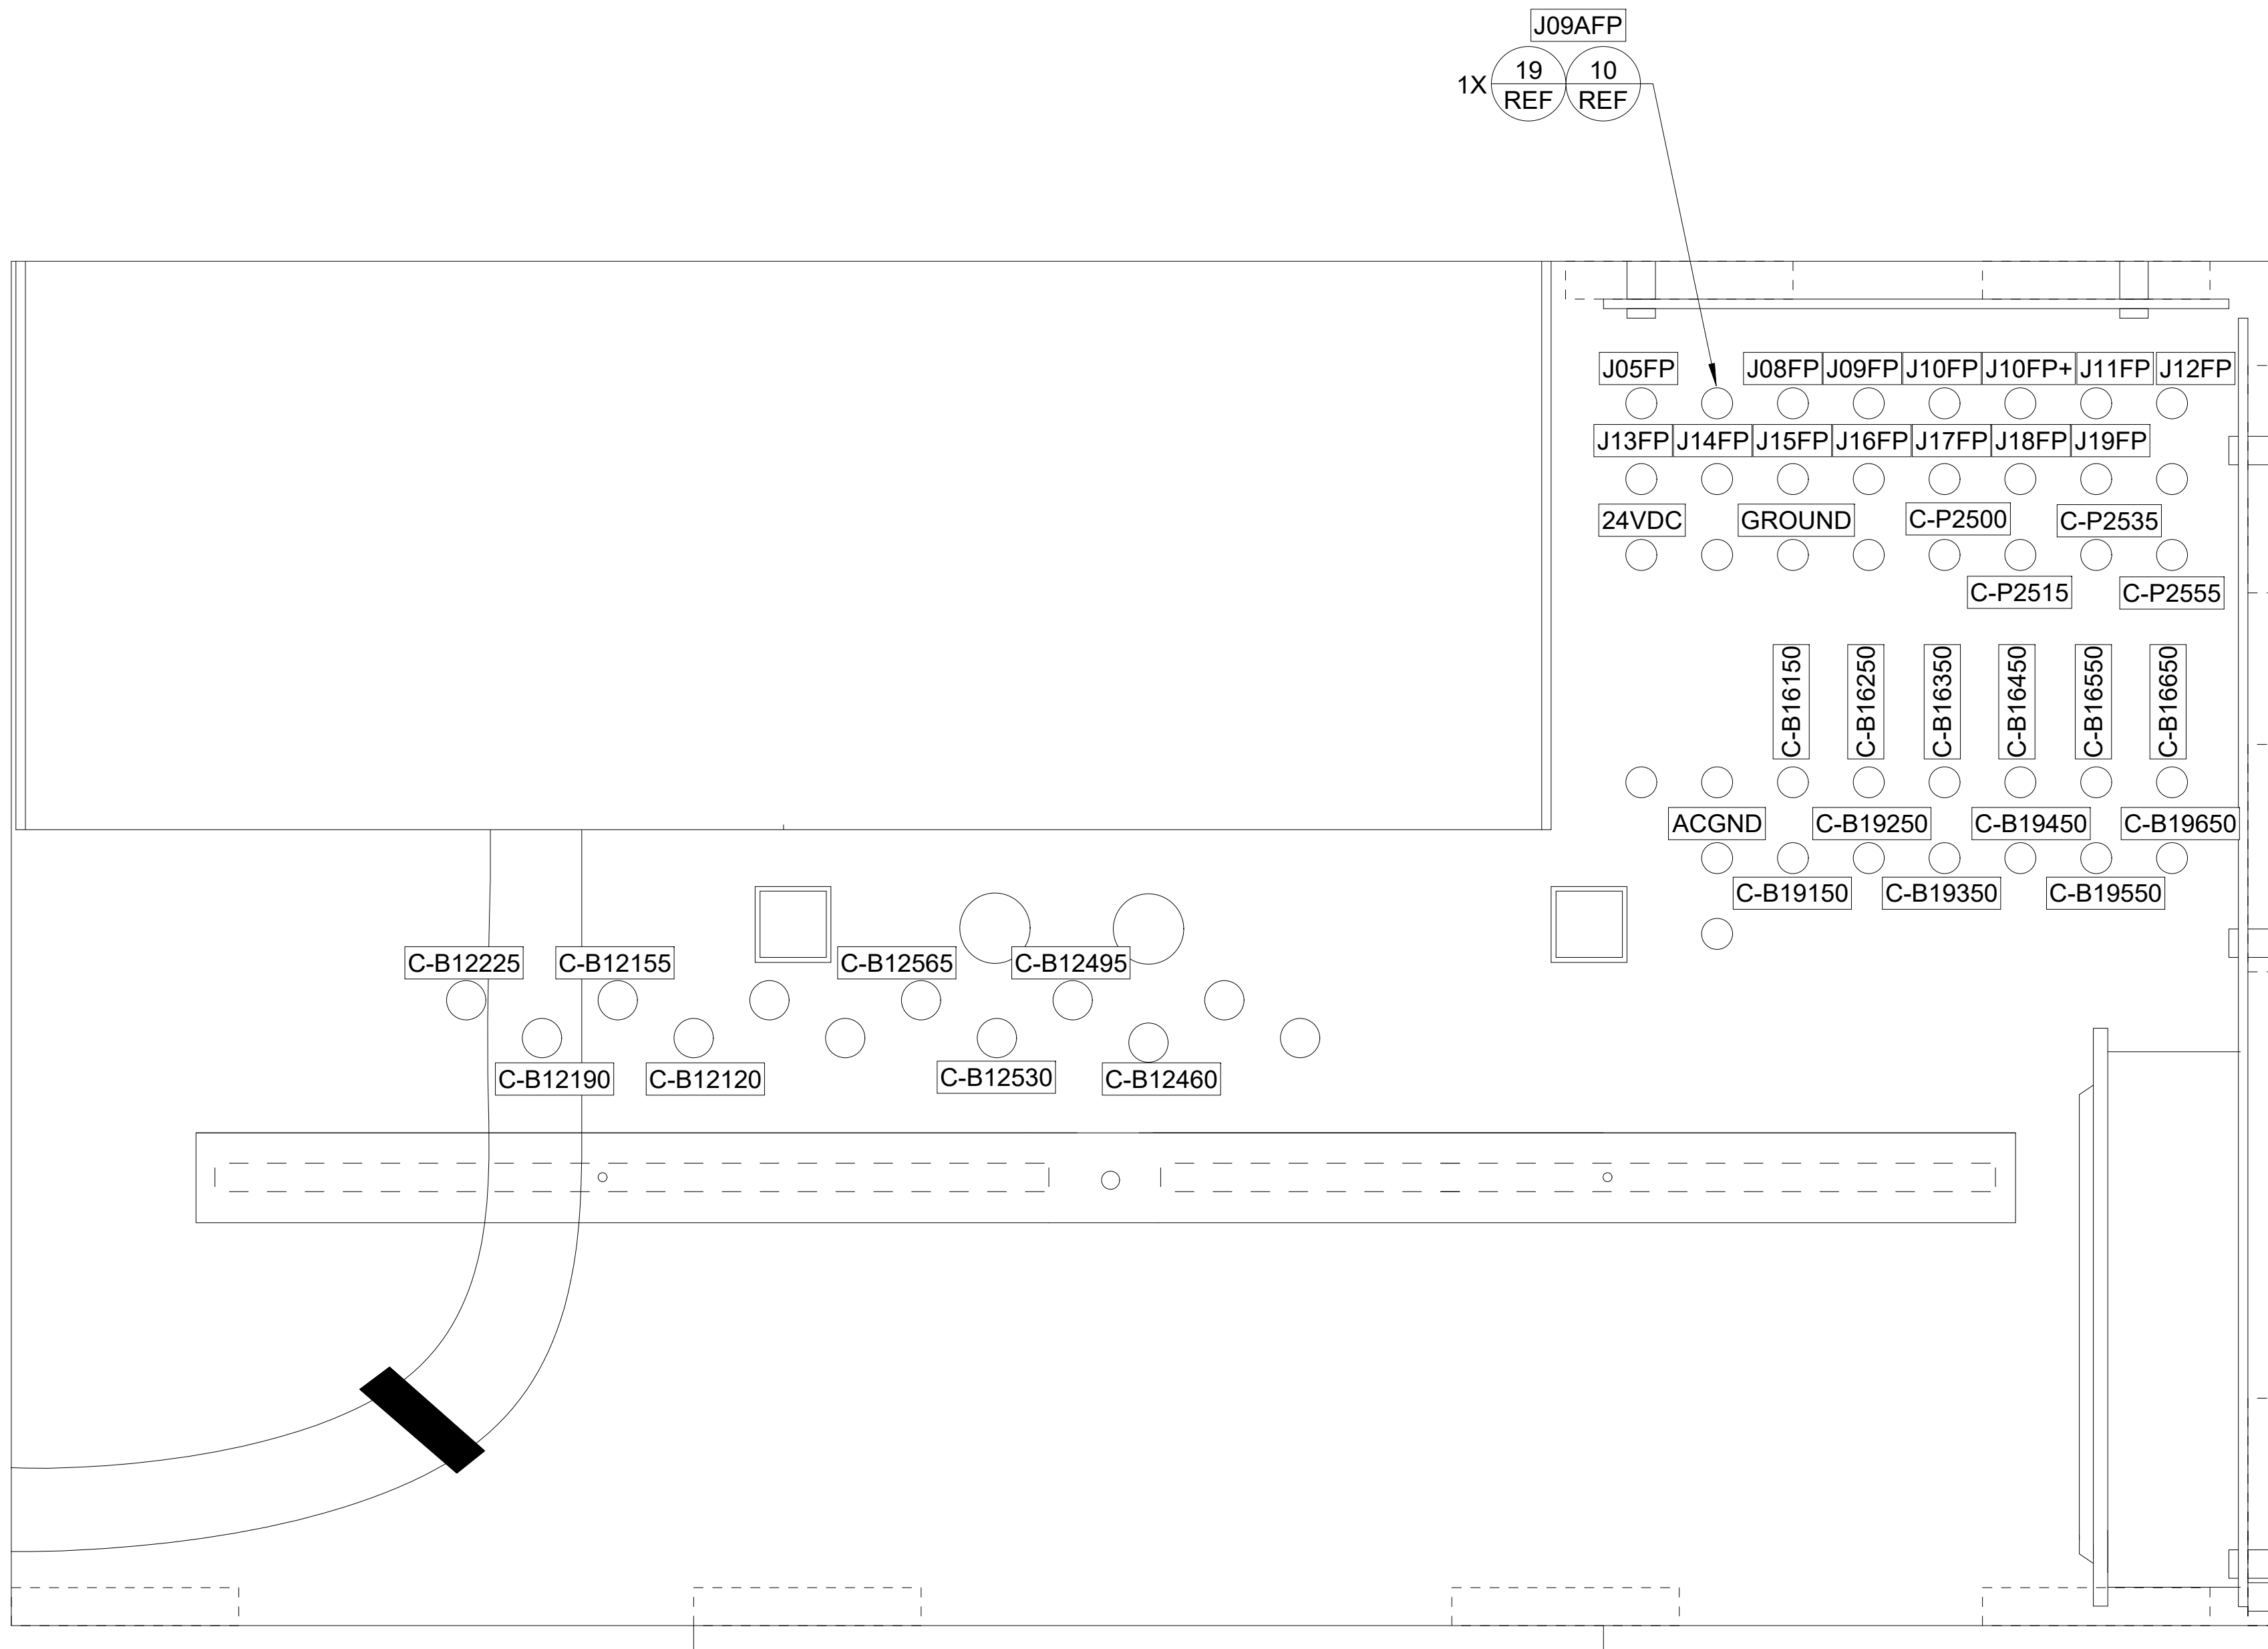 J09AFP
1X 19 10
REF REF
J05FP J08FP J09FP J10FP J10FP+ J11FP J12FP
J13FP J14FP J15FP J16FP J17FP J18FP J19FP
24VDC GROUND C-P2500 C-P2535
C-P2515 C-P2555
C-B16150 C-B16250 C-B16350 C-B16450 C-B16550 C-B16650
ACGND C-B19250 C-B19450 C-B19650
C-B19150 C-B19350 C-B19550
C-B12225 C-B12155 C-B12565 C-B12495
C-B12190 C-B12120 C-B12530 C-B12460